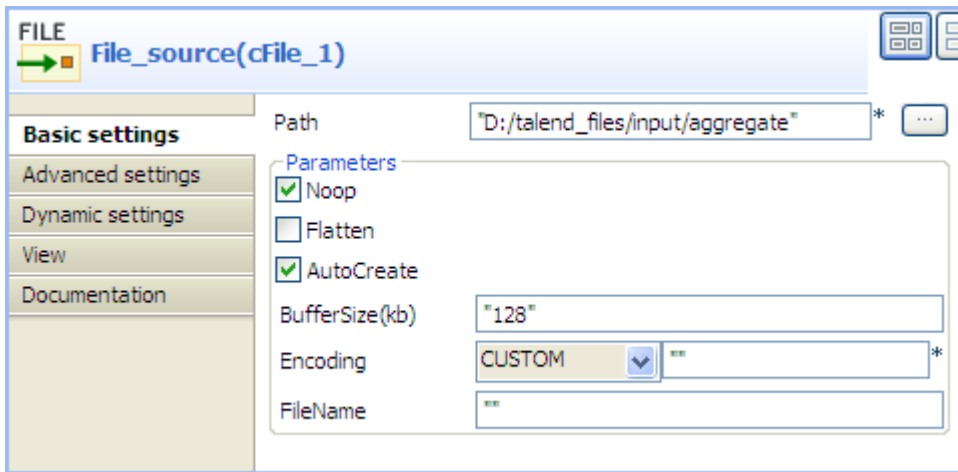 FILE
File_source(cFile_1)
Basic settings
Advanced settings
Dynamic settings
View
Documentation
Path "D:/talend_files/input/aggregate" * ...
Parameters
Noop
Flatten
AutoCreate
BufferSize(kb) "128"
Encoding CUSTOM "" *
FileName ""